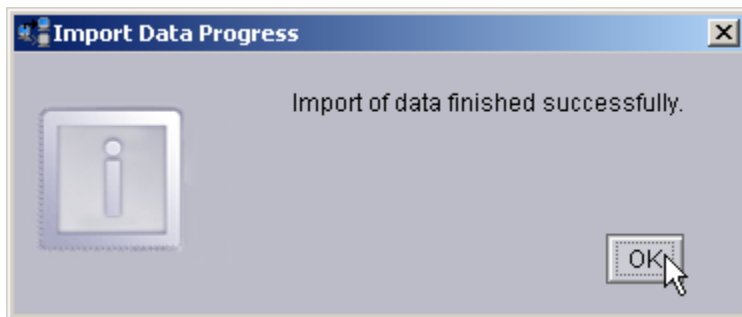 Import Data Progress
Import of data finished successfully.
OK